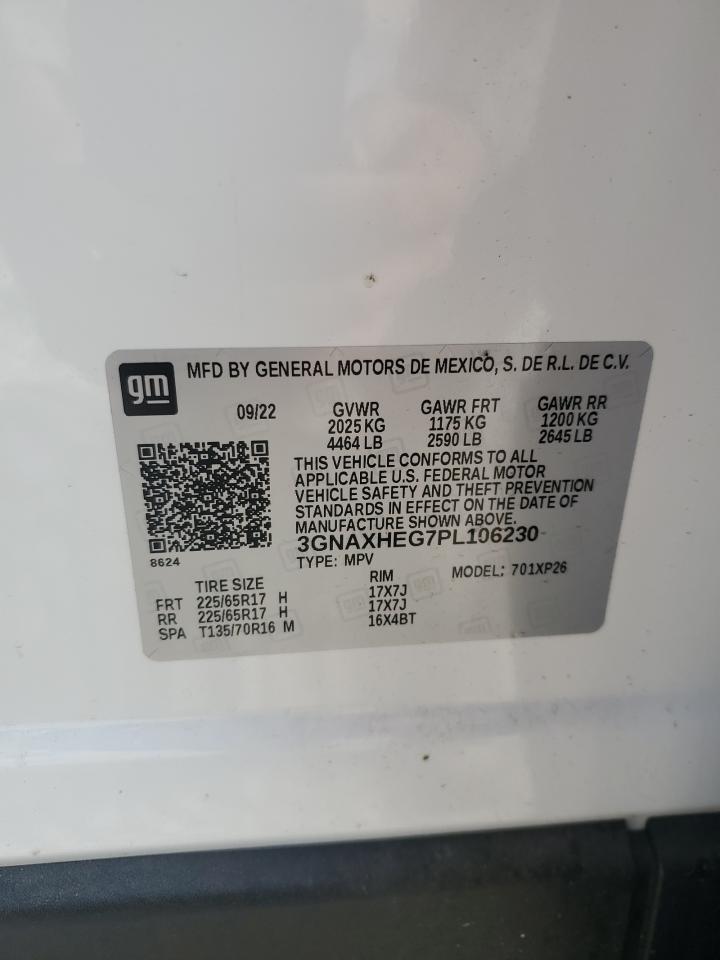 gm
MFD BY GENERAL MOTORS DE MEXICO, S. DE R.L. DE C.V.
09/22 GVWR GAWR FRT GAWR RR
2025 KG 1175 KG 1200 KG
4464 LB 2590 LB 2645 LB
THIS VEHICLE CONFORMS TO ALL
APPLICABLE U.S. FEDERAL MOTOR
VEHICLE SAFETY AND THEFT PREVENTION
STANDARDS IN EFFECT ON THE DATE OF
MANUFACTURE SHOWN ABOVE.
3GNAXHEG7PL106230
8624
TYPE: MPV MODEL: 701XP26
TIRE SIZE RIM
FRT 225/65R17 H 17X7J
RR 225/65R17 H 17X7J
SPA T135/70R16 M 16X4BT